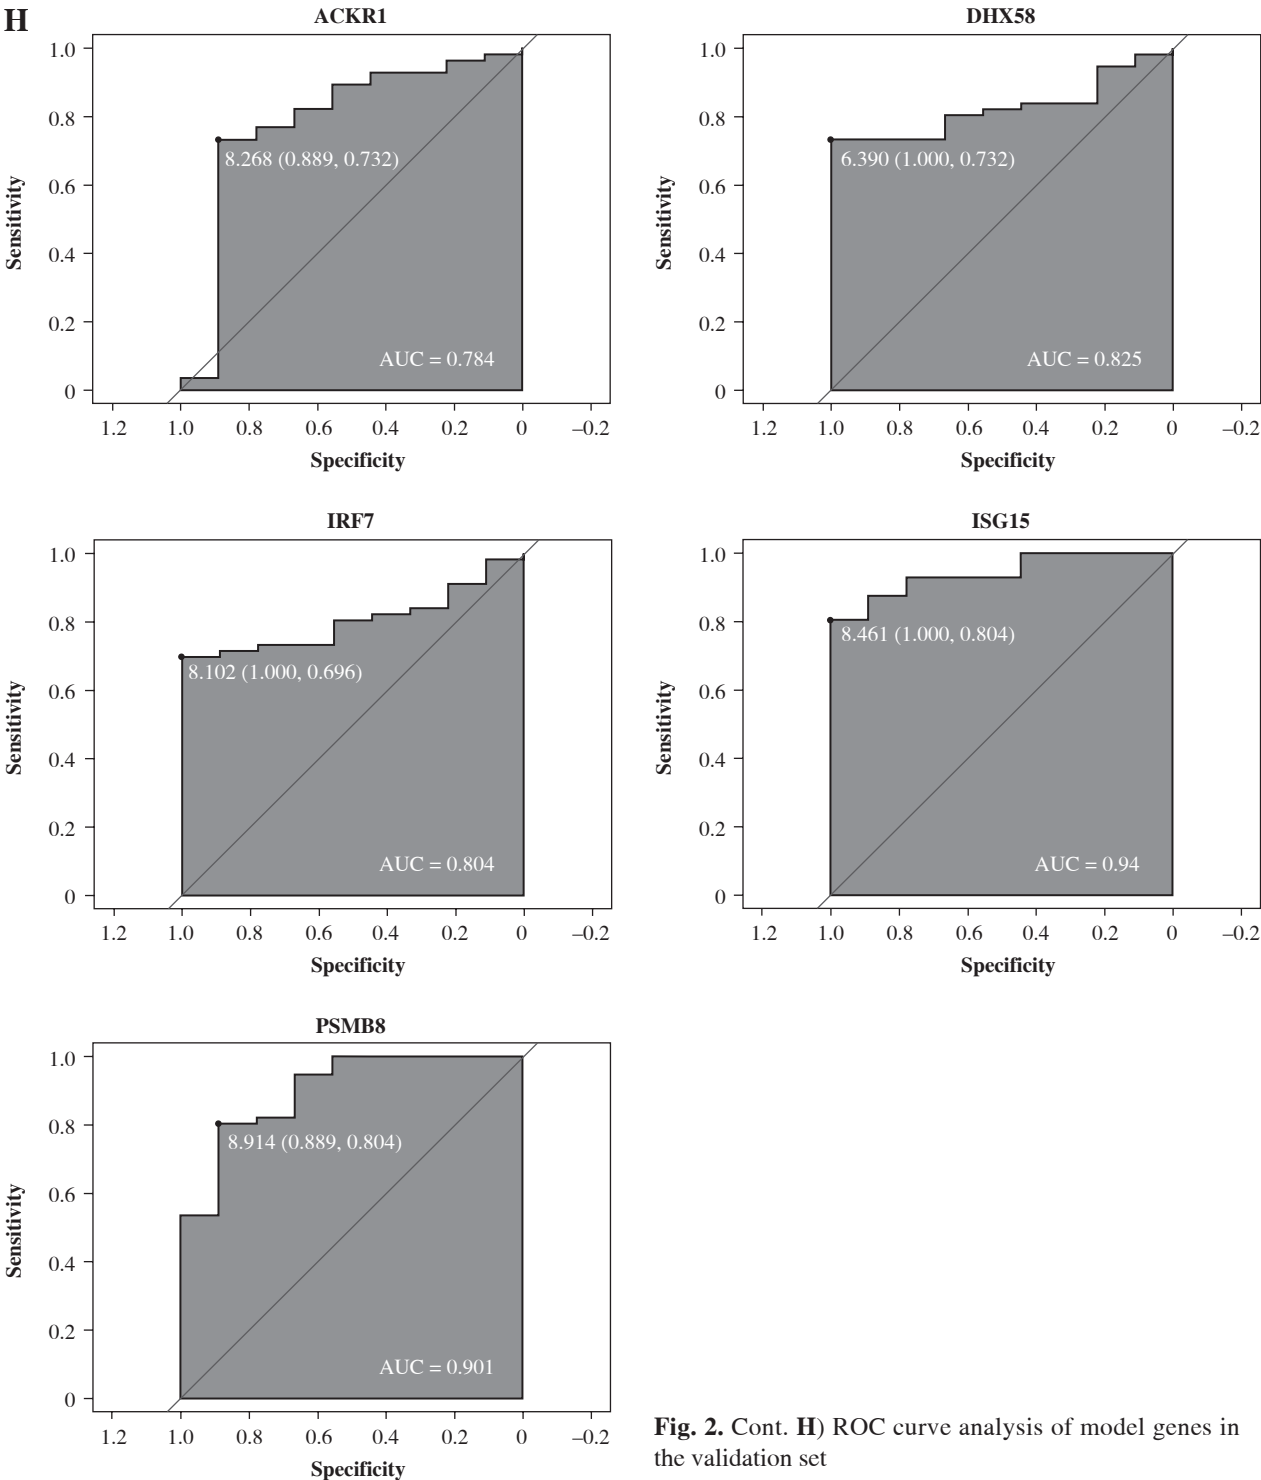 H
ACKR1
1.0
0.8
0.6
0.4
0.2
0
Sensitivity
8.268 (0.889, 0.732)
AUC = 0.784
1.2 1.0 0.8 0.6 0.4 0.2 0 –0.2
Specificity
DHX58
1.0
0.8
0.6
0.4
0.2
0
Sensitivity
6.390 (1.000, 0.732)
AUC = 0.825
1.2 1.0 0.8 0.6 0.4 0.2 0 –0.2
Specificity
IRF7
1.0
0.8
0.6
0.4
0.2
0
Sensitivity
8.102 (1.000, 0.696)
AUC = 0.804
1.2 1.0 0.8 0.6 0.4 0.2 0 –0.2
Specificity
ISG15
1.0
0.8
0.6
0.4
0.2
0
Sensitivity
8.461 (1.000, 0.804)
AUC = 0.94
1.2 1.0 0.8 0.6 0.4 0.2 0 –0.2
Specificity
PSMB8
1.0
0.8
0.6
0.4
0.2
0
Sensitivity
8.914 (0.889, 0.804)
AUC = 0.901
1.2 1.0 0.8 0.6 0.4 0.2 0 –0.2
Specificity
Fig. 2. Cont. H) ROC curve analysis of model genes in
the validation set